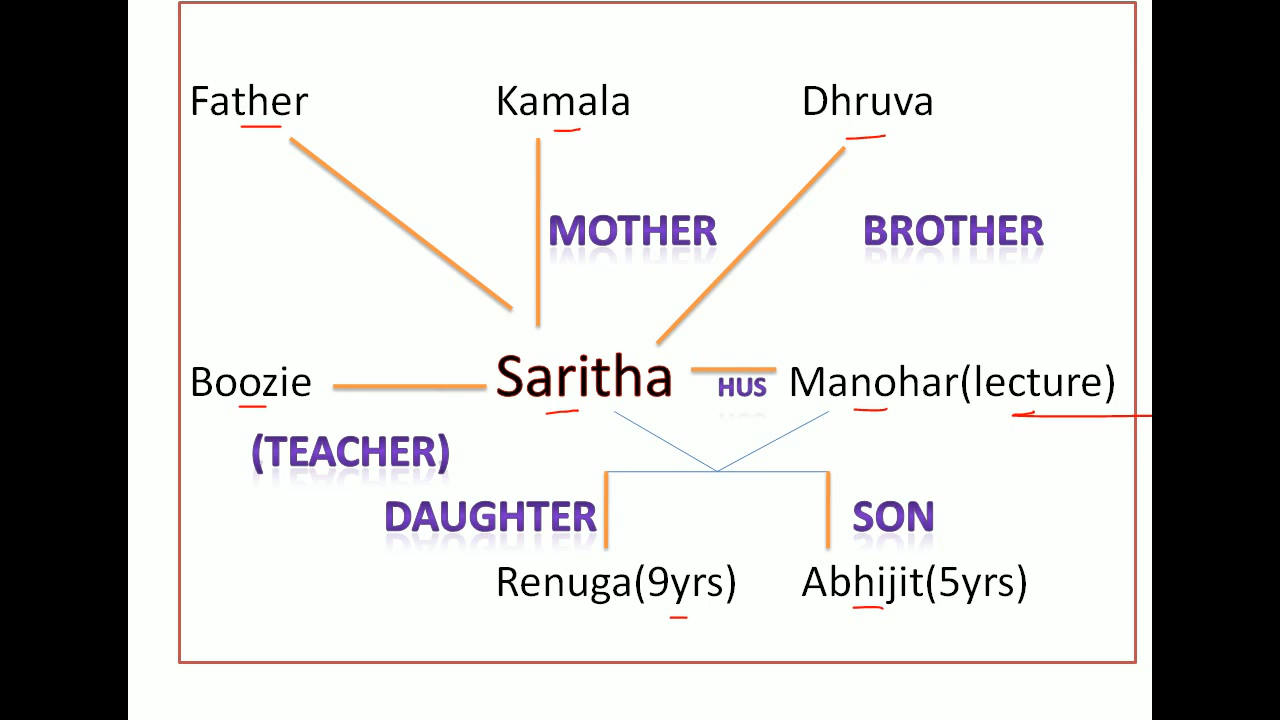 Father Kamala Dhruva
MOTHER BROTHER
Boozie Saritha HUS Manohar(lecture)
(TEACHER)
DAUGHTER SON
Renuga(9yrs) Abhijit(5yrs)